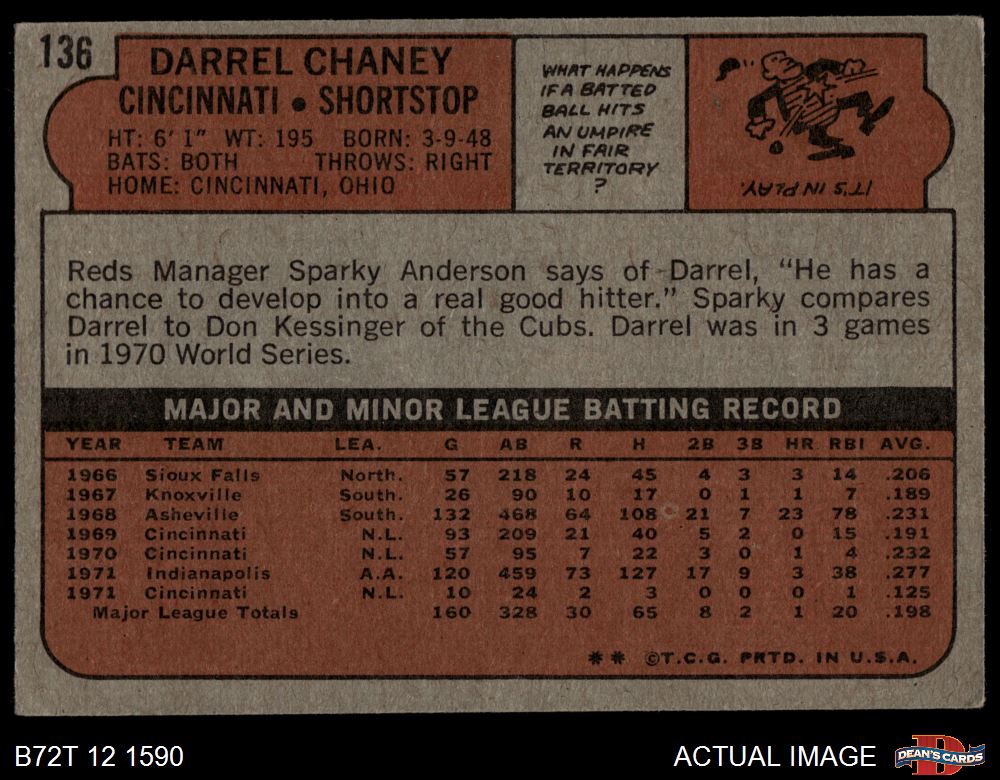 136
DARREL CHANEY
CINCINNATI • SHORTSTOP
HT: 6' 1" WT: 195 BORN: 3-9-48
BATS: BOTH THROWS: RIGHT
HOME: CINCINNATI, OHIO
WHAT HAPPENS
IF A BATTED
BALL HITS
AN UMPIRE
IN FAIR
TERRITORY
?
IT'S IN PLAY.
Reds Manager Sparky Anderson says of Darrel, "He has a
chance to develop into a real good hitter." Sparky compares
Darrel to Don Kessinger of the Cubs. Darrel was in 3 games
in 1970 World Series.
MAJOR AND MINOR LEAGUE BATTING RECORD
YEAR TEAM LEA. G AB R H 2B 3B HR RBI AVG.
1966 Sioux Falls North. 57 218 24 45 4 3 3 14 .206
1967 Knoxville South. 26 90 10 17 0 1 1 7 .189
1968 Asheville South. 132 468 64 108 21 7 23 78 .231
1969 Cincinnati N.L. 93 209 21 40 5 2 0 15 .191
1970 Cincinnati N.L. 57 95 7 22 3 0 1 4 .232
1971 Indianapolis A.A. 120 459 73 127 17 9 3 38 .277
1971 Cincinnati N.L. 10 24 2 3 0 0 0 1 .125
Major League Totals 160 328 30 65 8 2 1 20 .198
** ©T.C.G. PRTD. IN U.S.A.
B72T 12 1590
ACTUAL IMAGE
D
DEAN'S CARDS